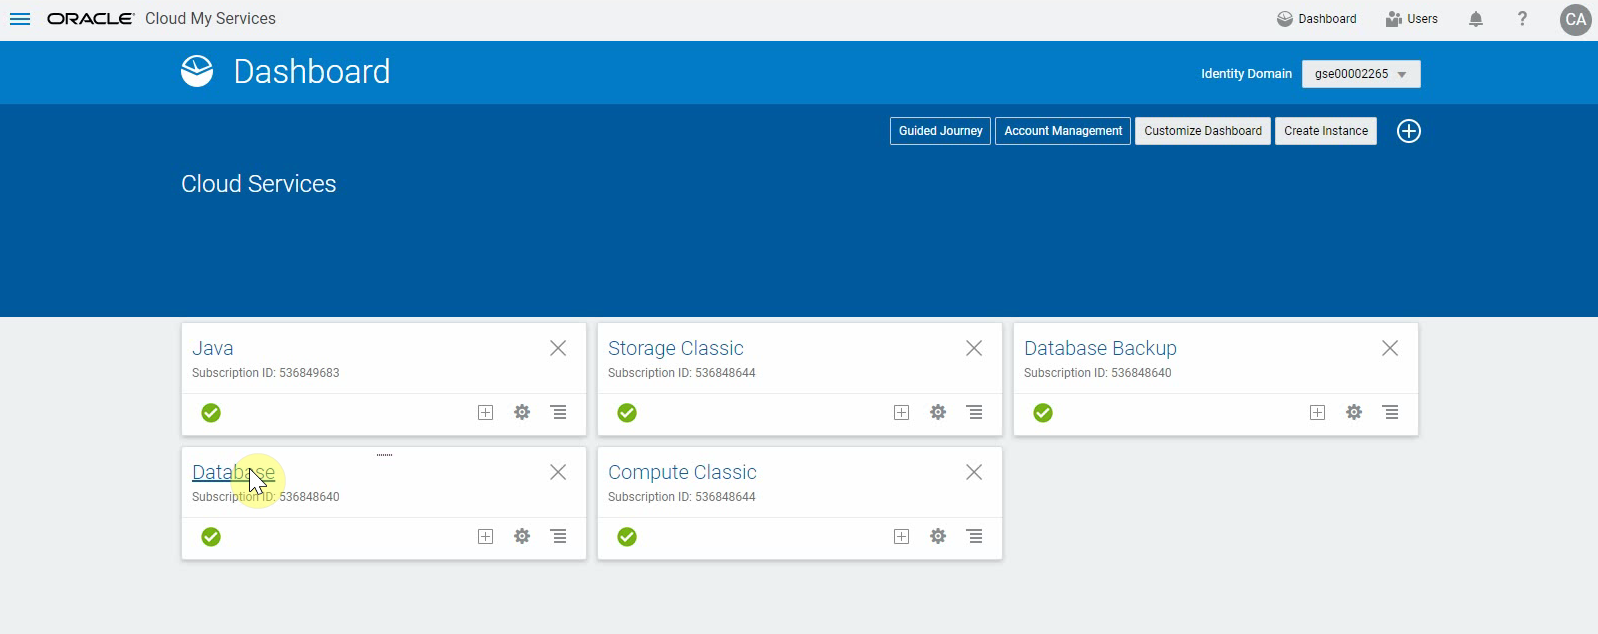 ORACLE Cloud My Services Dashboard Users ? CA
Dashboard Identity Domain gse00002265
Guided Journey Account Management Customize Dashboard Create Instance
Cloud Services
Java Storage Classic Database Backup
Subscription ID: 536849683 Subscription ID: 536848644 Subscription ID: 536848640
Database Compute Classic
Subscription ID: 536848640 Subscription ID: 536848644